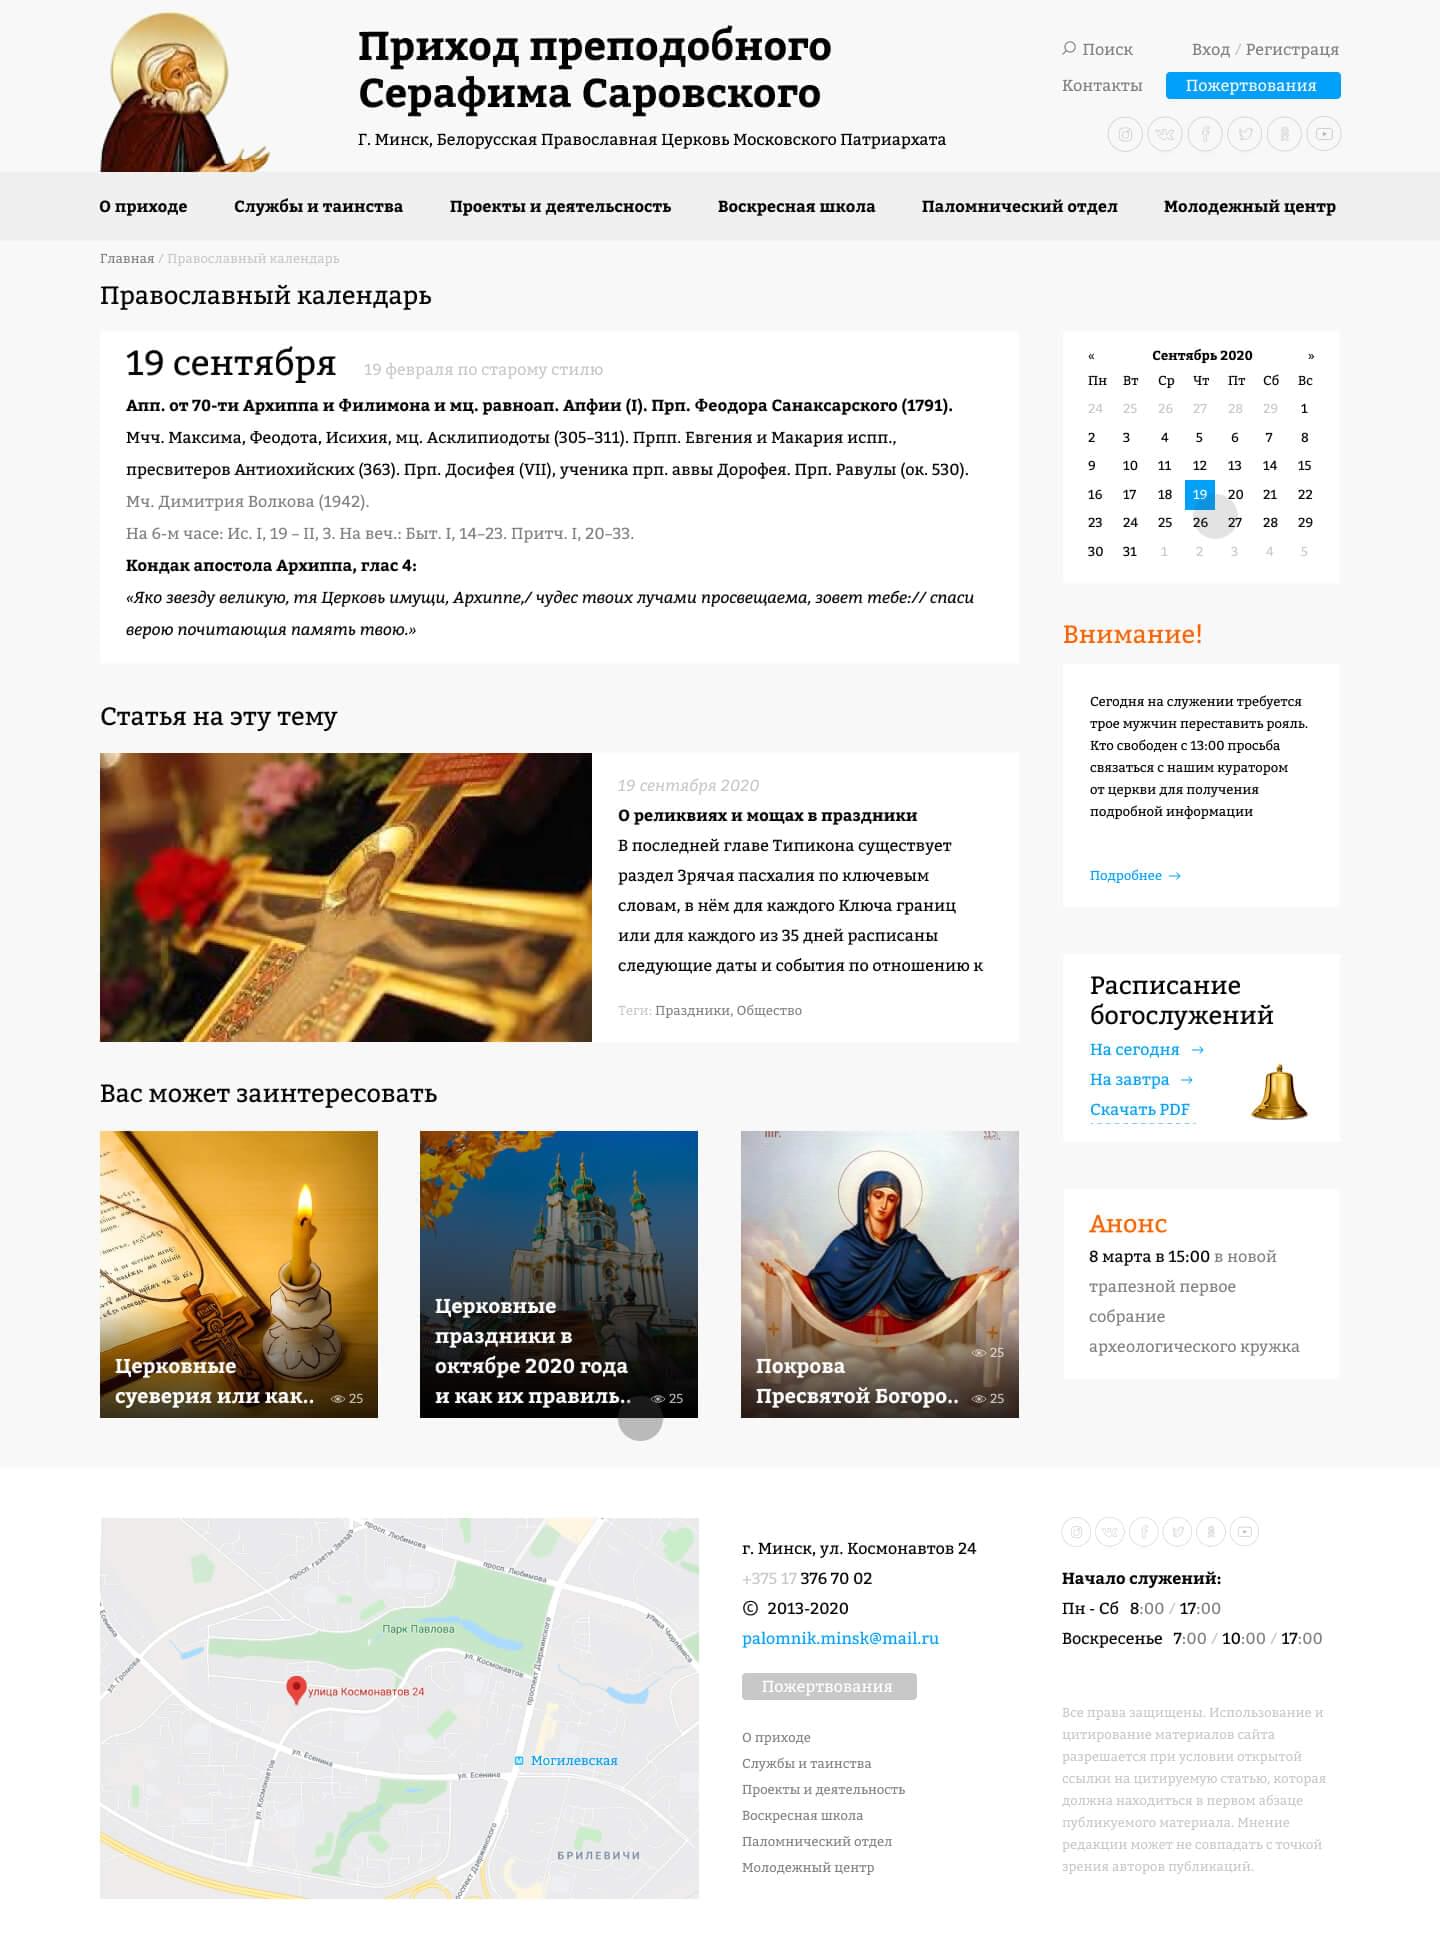 Приход преподобного
Серафима Саровского
Г. Минск, Белорусская Православная Церковь Московского Патриархата
Поиск
Вход / Регистраця
Контакты
Пожертвования
О приходе
Службы и таинства
Проекты и деятельсность
Воскресная школа
Паломнический отдел
Молодежный центр
Главная / Православный календарь
Православный календарь
19 сентября
19 февраля по старому стилю
Апп. от 70-ти Архиппа и Филимона и мц. равноап. Апфии (I). Прп. Феодора Санаксарского (1791).
Мчч. Максима, Феодота, Исихия, мц. Асклипиодоты (305–311). Прпп. Евгения и Макария испп.,
пресвитеров Антиохийских (363). Прп. Досифея (VII), ученика прп. аввы Дорофея. Прп. Равулы (ок. 530).
Мч. Димитрия Волкова (1942).
На 6-м часе: Ис. I, 19 – II, 3. На веч.: Быт. I, 14–23. Притч. I, 20–33.
Кондак апостола Архиппа, глас 4:
«Яко звезду великую, тя Церковь имущи, Архиппе,/ чудес твоих лучами просвещаема, зовет тебе:// спаси
верою почитающия память твою.»
« Сентябрь 2020 »
Пн Вт Ср Чт Пт Сб Вс
24 25 26 27 28 29 1
2 3 4 5 6 7 8
9 10 11 12 13 14 15
16 17 18 19 20 21 22
23 24 25 26 27 28 29
30 31 1 2 3 4 5
Внимание!
Сегодня на служении требуется
трое мужчин переставить рояль.
Кто свободен с 13:00 просьба
связаться с нашим куратором
от церкви для получения
подробной информации
Подробнее →
Статья на эту тему
19 сентября 2020
О реликвиях и мощах в праздники
В последней главе Типикона существует
раздел Зрячая пасхалия по ключевым
словам, в нём для каждого Ключа границ
или для каждого из 35 дней расписаны
следующие даты и события по отношению к
Теги: Праздники, Общество
Расписание
богослужений
На сегодня →
На завтра →
Скачать PDF
Вас может заинтересовать
Церковные
суеверия или как..
25
Церковные
праздники в
октябре 2020 года
и как их правиль..
25
25
Покрова
Пресвятой Богоро..
25
Анонс
8 марта в 15:00 в новой
трапезной первое
собрание
археологического кружка
просп. газеты Звязда
просп. Любимова
просп. Любимова
ул. Есенина
Парк Павлова
улица Чюрлёниса
ул. Космонавтов
ул. Громова
проспект Дзержинского
улица Космонавтов 24
ул. Есенина
Могилевская
ул. Есенина
ул. Космонавтов
БРИЛЕВИЧИ
проспект Дзержинского
г. Минск, ул. Космонавтов 24
+375 17 376 70 02
© 2013-2020
palomnik.minsk@mail.ru
Пожертвования
О приходе
Службы и таинства
Проекты и деятельность
Воскресная школа
Паломнический отдел
Молодежный центр
Начало служений:
Пн - Сб 8:00 / 17:00
Воскресенье 7:00 / 10:00 / 17:00
Все права защищены. Использование и
цитирование материалов сайта
разрешается при условии открытой
ссылки на цитируемую статью, которая
должна находиться в первом абзаце
публикуемого материала. Мнение
редакции может не совпадать с точкой
зрения авторов публикаций.